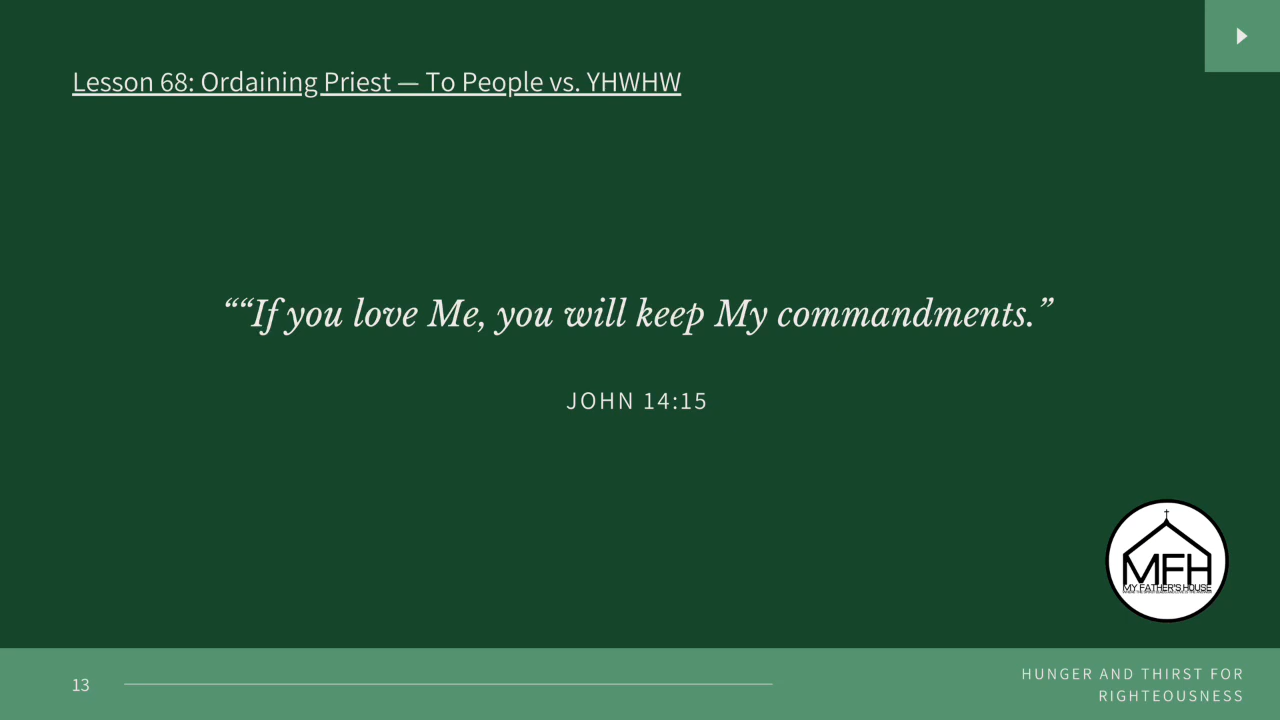 Lesson 68: Ordaining Priest — To People vs. YHWHW
““If you love Me, you will keep My commandments.”
JOHN 14:15
MFH
MY FATHER'S HOUSE
13
HUNGER AND THIRST FOR
RIGHTEOUSNESS